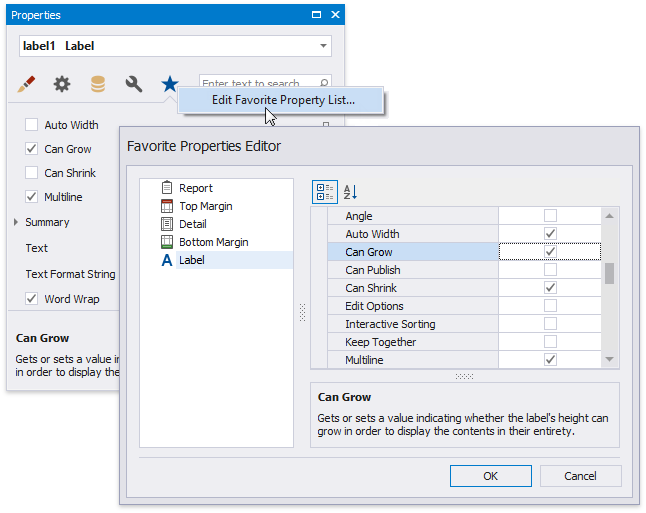 Properties
label1 Label
Enter text to search...
Edit Favorite Property List...
Auto Width
Can Grow
Can Shrink
Multiline
Summary
Text
Text Format String
Word Wrap
Can Grow
Gets or sets a value in
in order to display the
Favorite Properties Editor
Report
Top Margin
Detail
Bottom Margin
A Label
A
Z
Angle
Auto Width
Can Grow
Can Publish
Can Shrink
Edit Options
Interactive Sorting
Keep Together
Multiline
Can Grow
Gets or sets a value indicating whether the label's height can
grow in order to display the contents in their entirety.
OK
Cancel